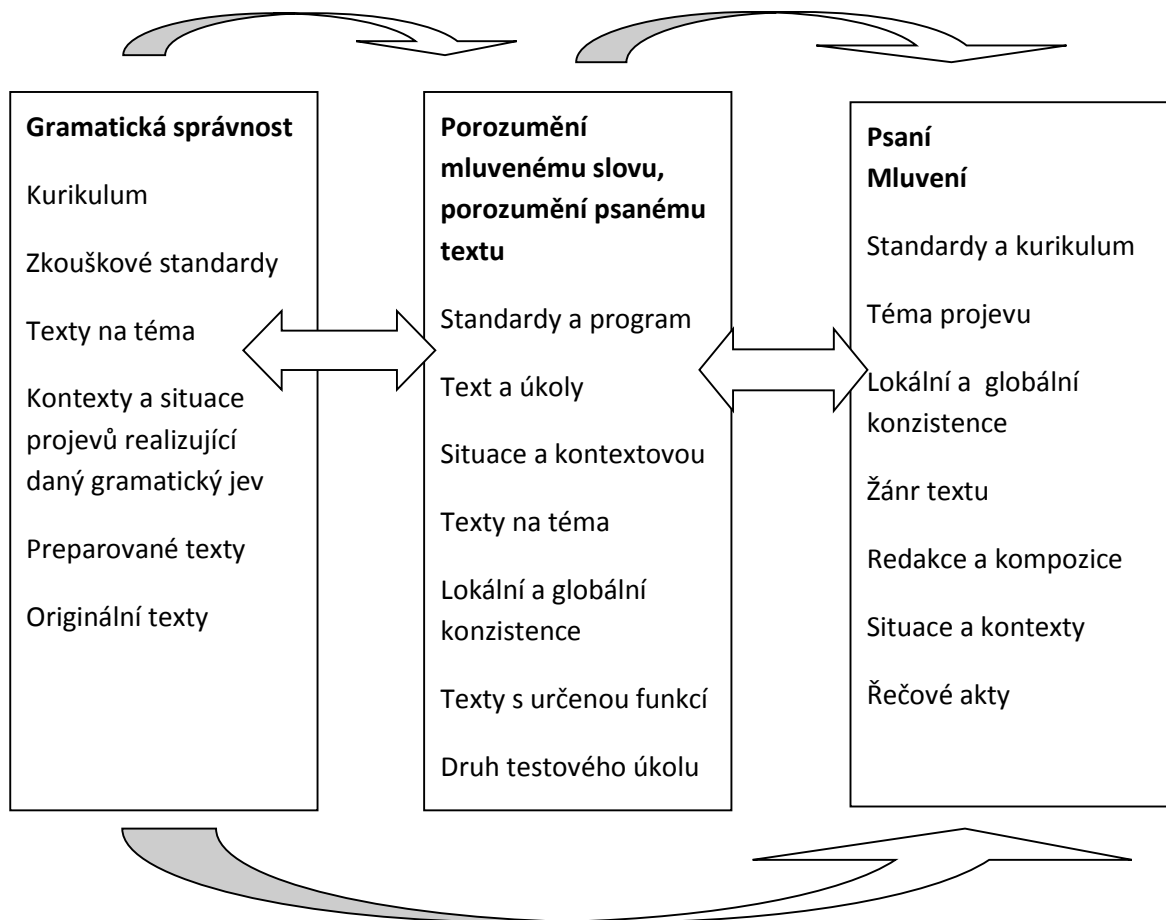 Gramatická správnost
Kurikulum
Zkouškové standardy
Texty na téma
Kontexty a situace
projevů realizující
daný gramatický jev
Preparované texty
Originální texty
Porozumění
mluvenému slovu,
porozumění psanému
textu
Standardy a program
Text a úkoly
Situace a kontextovou
Texty na téma
Lokální a globální
konzistence
Texty s určenou funkcí
Druh testového úkolu
Psaní
Mluvení
Standardy a kurikulum
Téma projevu
Lokální a globální
konzistence
Žánr textu
Redakce a kompozice
Situace a kontexty
Řečové akty